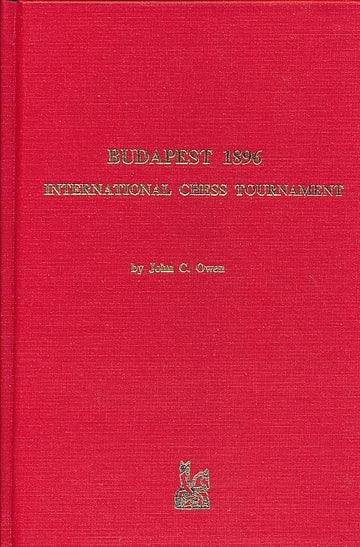 BUDAPEST 1896
INTERNATIONAL CHESS TOURNAMENT
by John C. Owen